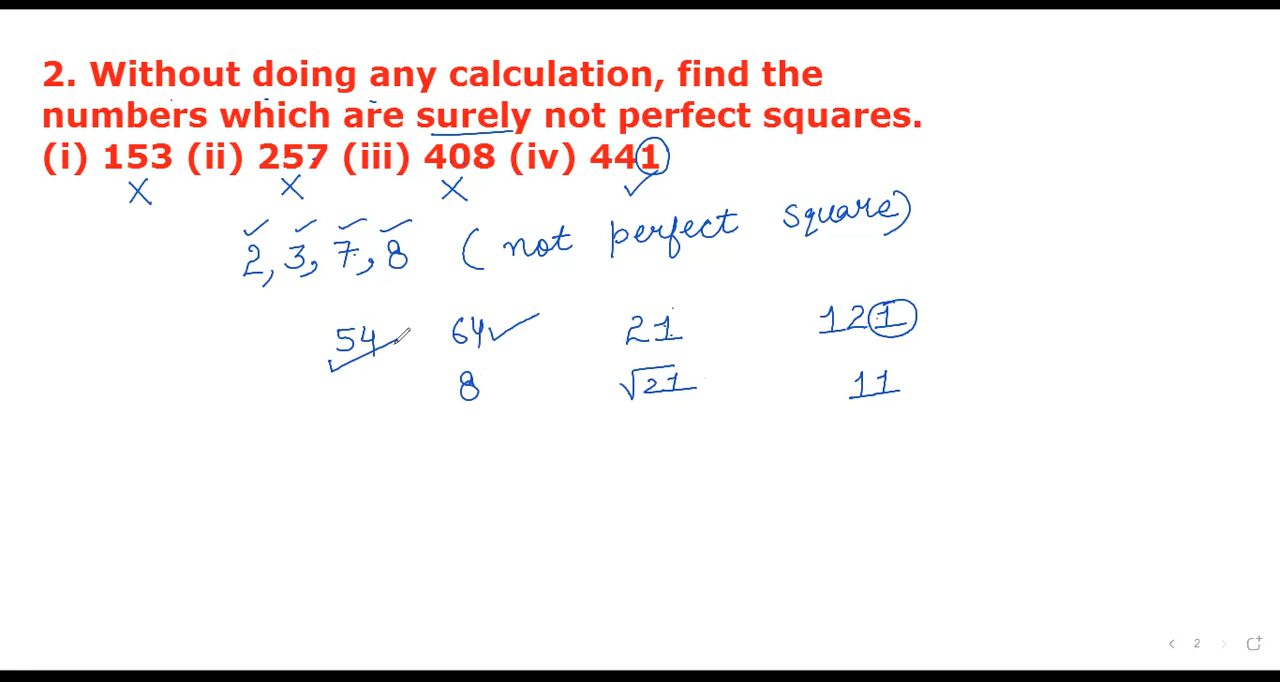 2. Without doing any calculation, find the
numbers which are surely not perfect squares.
(i) 153 (ii) 257 (iii) 408 (iv) 441
x x x ✓
2, 3, 7, 8 (not perfect square)
54 64 21 121
8 √21 11
2